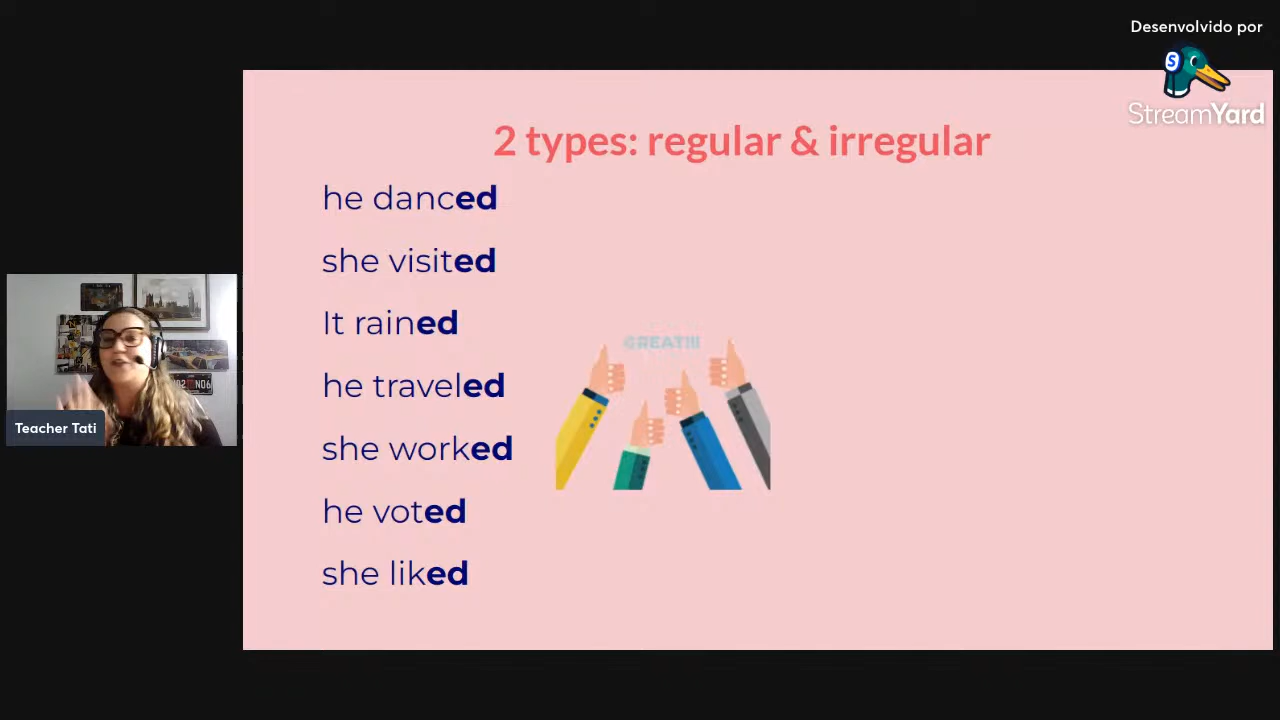 Desenvolvido por
StreamYard
2 types: regular & irregular
he danced
she visited
It rained
he traveled
she worked
he voted
she liked
GREAT!!!
Teacher Tati